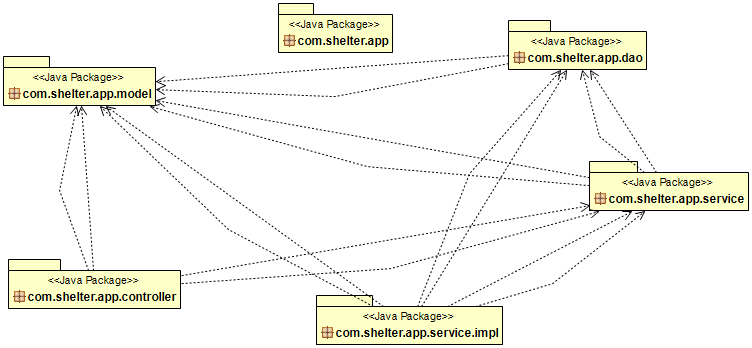 <<Java Package>>
com.shelter.app
<<Java Package>>
com.shelter.app.dao
<<Java Package>>
com.shelter.app.model
<<Java Package>>
com.shelter.app.service
<<Java Package>>
com.shelter.app.controller
<<Java Package>>
com.shelter.app.service.impl